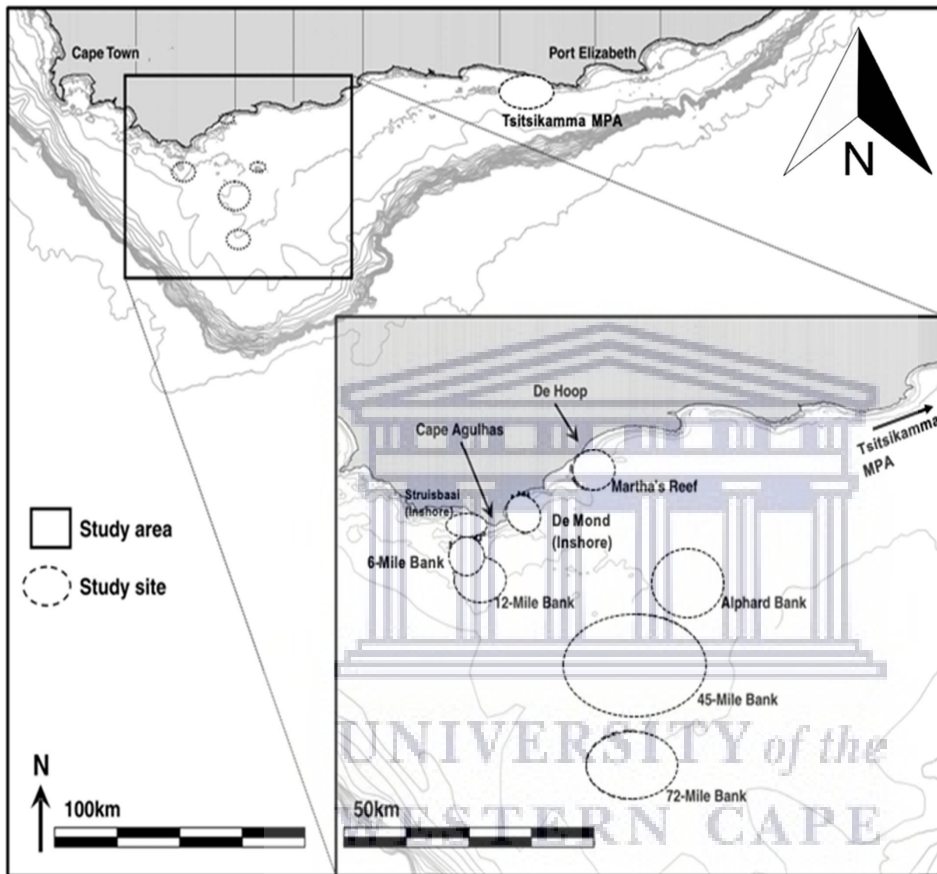 Cape Town
Port Elizabeth
Tsitsikamma MPA
N
De Hoop
Cape Agulhas
Tsitsikamma
MPA
Struisbaai
(Inshore)
Martha's Reef
De Mond
(Inshore)
6-Mile Bank
12-Mile Bank
Alphard Bank
45-Mile Bank
72-Mile Bank
Study area
Study site
N
100km
50km
UNIVERSITY of the
WESTERN CAPE